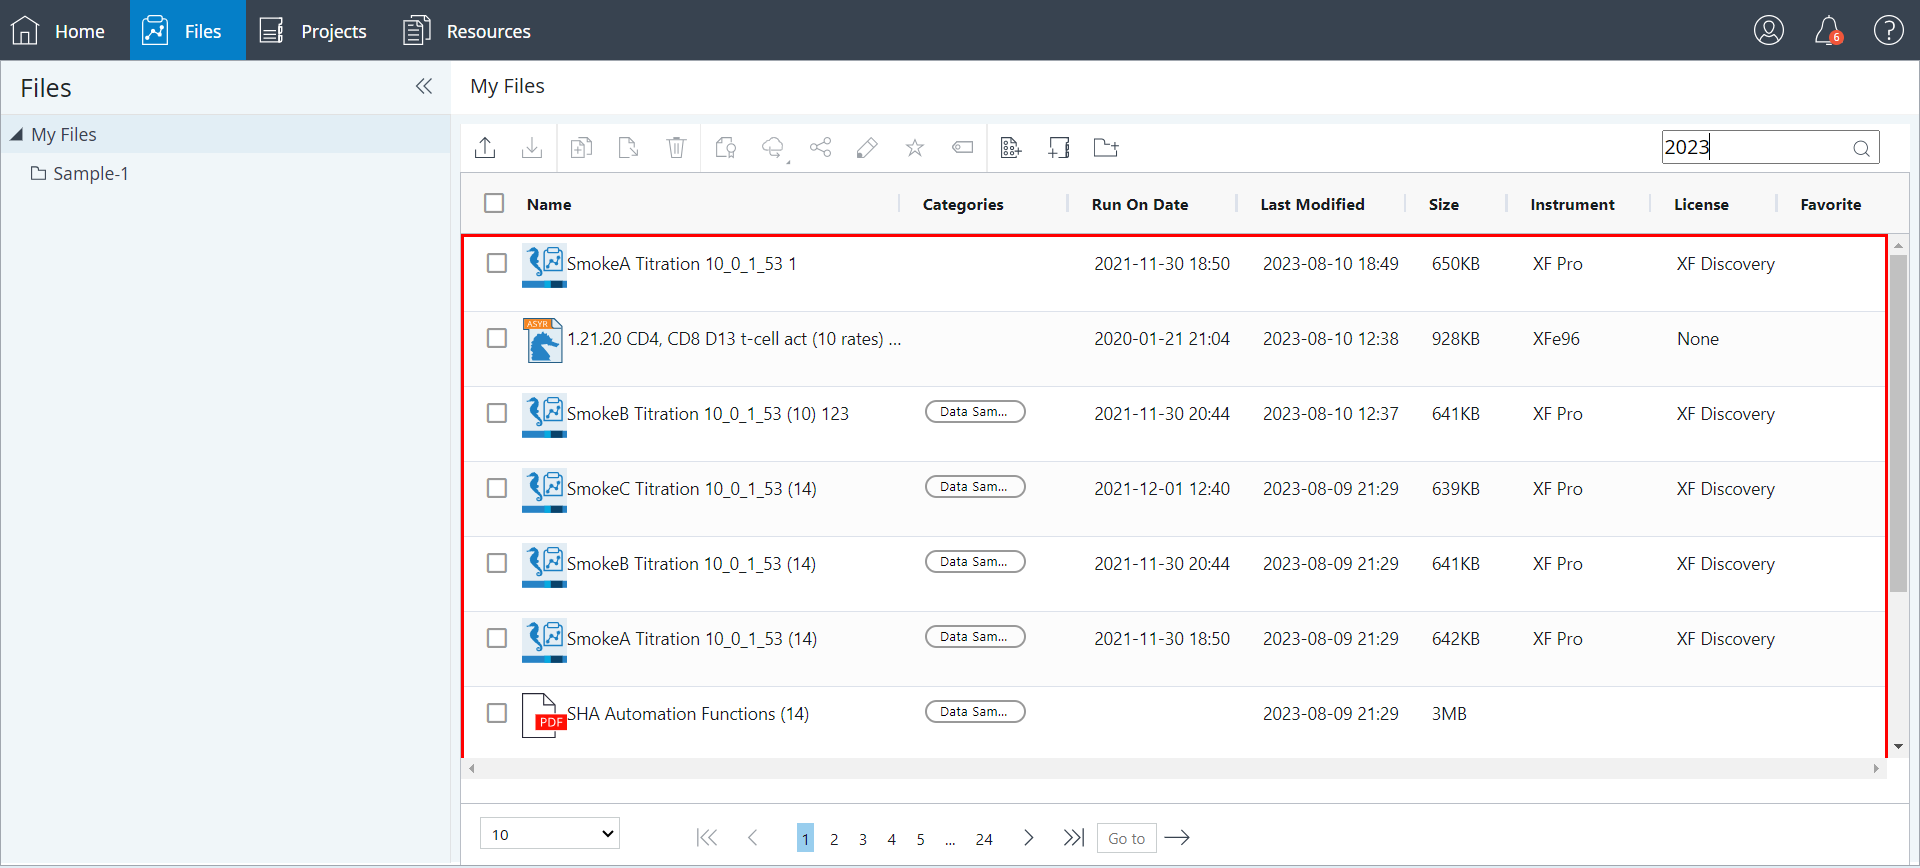 Home Files Projects Resources 6
Files
My Files
My Files
Sample-1
2023
Name Categories Run On Date Last Modified Size Instrument License Favorite
SmokeA Titration 10_0_1_53 1 2021-11-30 18:50 2023-08-10 18:49 650KB XF Pro XF Discovery
ASYR 1.21.20 CD4, CD8 D13 t-cell act (10 rates) ... 2020-01-21 21:04 2023-08-10 12:38 928KB XFe96 None
SmokeB Titration 10_0_1_53 (10) 123 Data Sam... 2021-11-30 20:44 2023-08-10 12:37 641KB XF Pro XF Discovery
SmokeC Titration 10_0_1_53 (14) Data Sam... 2021-12-01 12:40 2023-08-09 21:29 639KB XF Pro XF Discovery
SmokeB Titration 10_0_1_53 (14) Data Sam... 2021-11-30 20:44 2023-08-09 21:29 641KB XF Pro XF Discovery
SmokeA Titration 10_0_1_53 (14) Data Sam... 2021-11-30 18:50 2023-08-09 21:29 642KB XF Pro XF Discovery
PDF SHA Automation Functions (14) Data Sam... 2023-08-09 21:29 3MB
10 1 2 3 4 5 ... 24 Go to